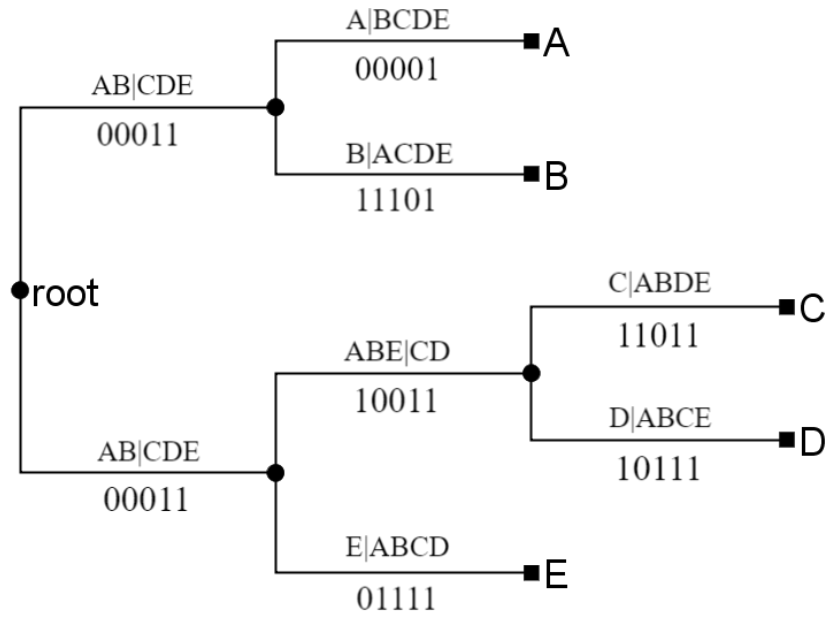 A|BCDE
A
00001
AB|CDE
00011
B|ACDE
B
11101
root
C|ABDE
C
11011
ABE|CD
10011
D|ABCE
D
10111
AB|CDE
00011
E|ABCD
E
01111